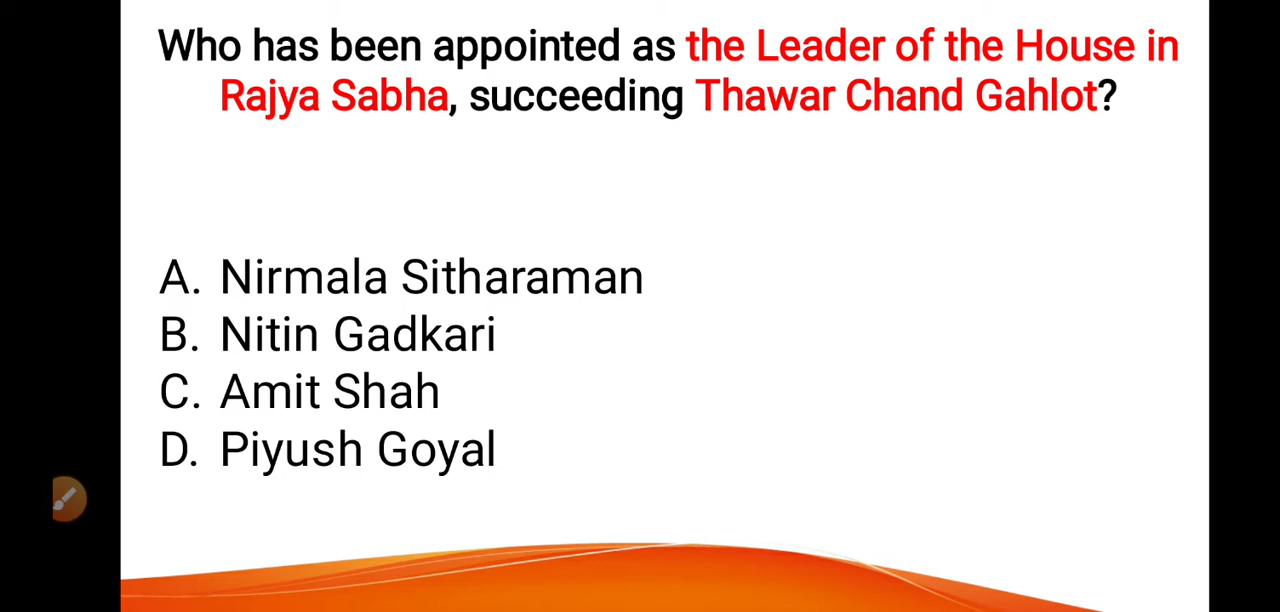 Who has been appointed as the Leader of the House in
Rajya Sabha, succeeding Thawar Chand Gahlot?
A. Nirmala Sitharaman
B. Nitin Gadkari
C. Amit Shah
D. Piyush Goyal